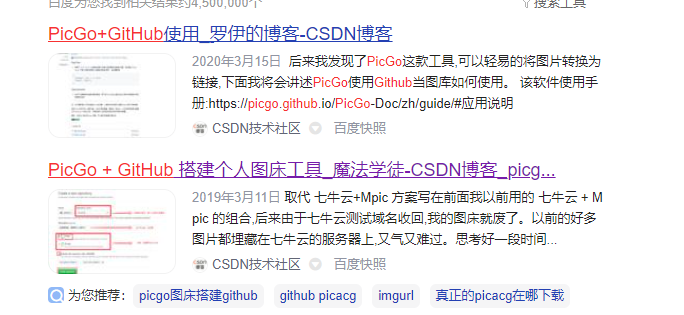 百度为您找到相关结果约4,500,000个
搜索工具
PicGo+GitHub使用_罗伊的博客-CSDN博客
2020年3月15日 后来我发现了PicGo这款工具,可以轻易的将图片转换为
链接,下面我将会讲述PicGo使用Github当图库如何使用。 该软件使用手
册:https://picgo.github.io/PicGo-Doc/zh/guide/#应用说明
CSDN技术社区 百度快照
PicGo + GitHub 搭建个人图床工具_魔法学徒-CSDN博客_picg...
2019年3月11日 取代 七牛云+Mpic 方案写在前面我以前用的 七牛云 + M
pic 的组合,后来由于七牛云测试域名收回,我的图床就废了。以前的好多
图片都埋藏在七牛云的服务器上,又气又难过。思考好一段时间...
CSDN技术社区 百度快照
为您推荐: picgo图床搭建github github picacg imgurl 真正的picacg在哪下载